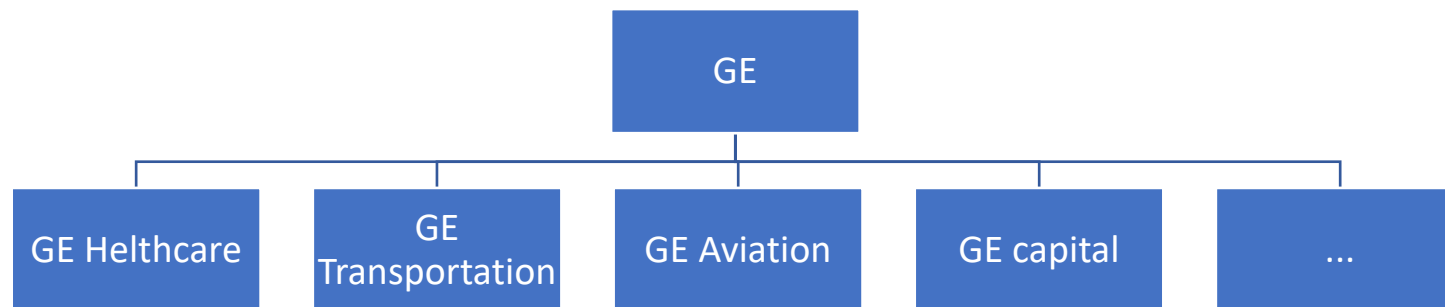 GE
GE Helthcare
GE
Transportation
GE Aviation
GE capital
...